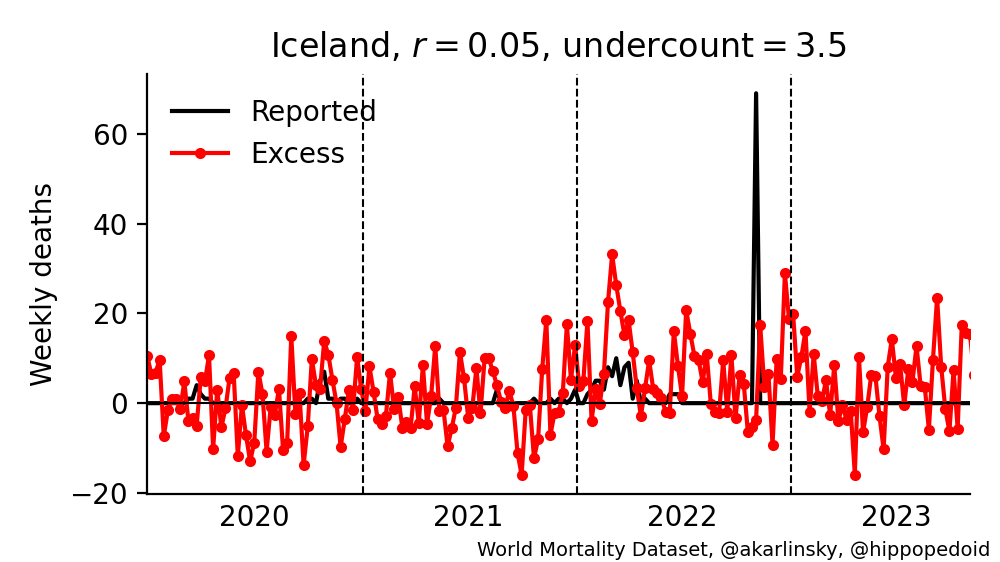 Iceland, r = 0.05, undercount = 3.5
Reported
Excess
Weekly deaths
60
40
20
0
−20
2020 2021 2022 2023
World Mortality Dataset, @akarlinsky, @hippopedoid